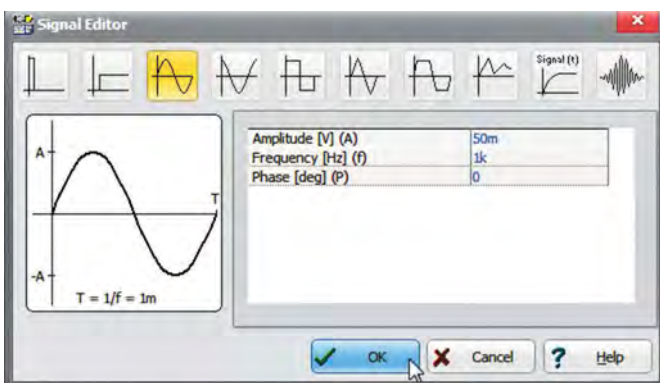 Signal Editor
Signal (t)
A
T
-A
T = 1/f = 1m
Amplitude [V] (A) 50m
Frequency [Hz] (f) 1k
Phase [deg] (P) 0
OK Cancel ? Help